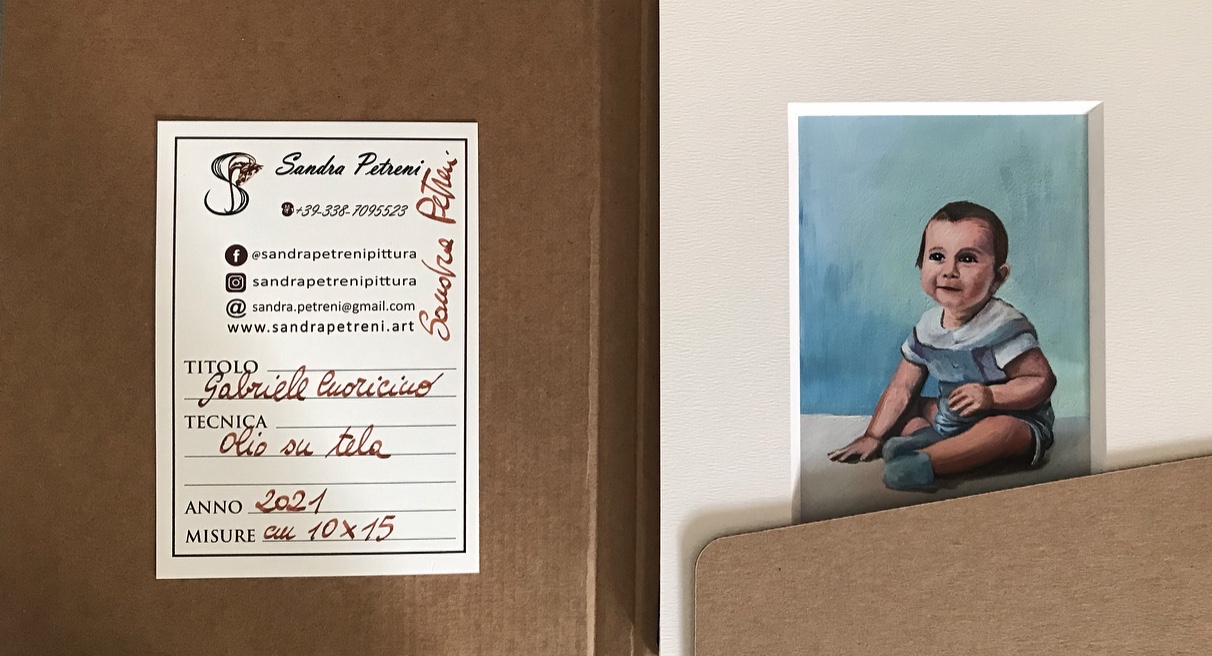 Sandra Petreni
+39-338-7095523
@sandrapetrenipittura
sandrapetrenipittura
@ sandra.petreni@gmail.com
www.sandrapetreni.art
Sandra Petreni
TITOLO
Gabriele Cuoricino
TECNICA
Olio su tela
ANNO 2021
MISURE cm 10x15